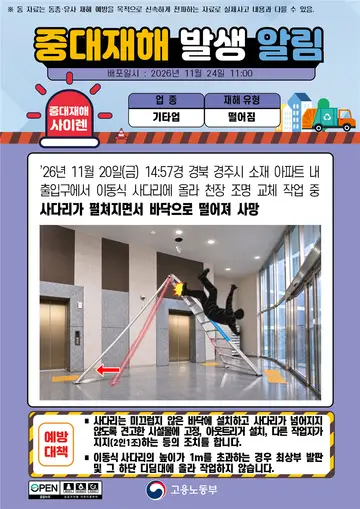 ※ 동 자료는 동종·유사 재해 예방을 목적으로 신속하게 전파하는 자료로 실제사고 내용과 다를 수 있음.
중대재해 발생 알림
배포일시 : 2026년 11월 24일 11:00
중대재해
사이렌
업 종
재해 유형
기타업
떨어짐
'26년 11월 20일(금) 14:57경 경북 경주시 소재 아파트 내
출입구에서 이동식 사다리에 올라 천장 조명 교체 작업 중
사다리가 펼쳐지면서 바닥으로 떨어져 사망
예방
대책
▪ 사다리는 미끄럽지 않은 바닥에 설치하고 사다리가 넘어지지
않도록 견고한 시설물에 고정, 아웃트리거 설치, 다른 작업자가
지지(2인1조)하는 등의 조치를 합니다.
▪ 이동식 사다리의 높이가 1m를 초과하는 경우 최상부 발판
및 그 하단 디딤대에 올라 작업하지 않습니다.
OPEN
고용노동부